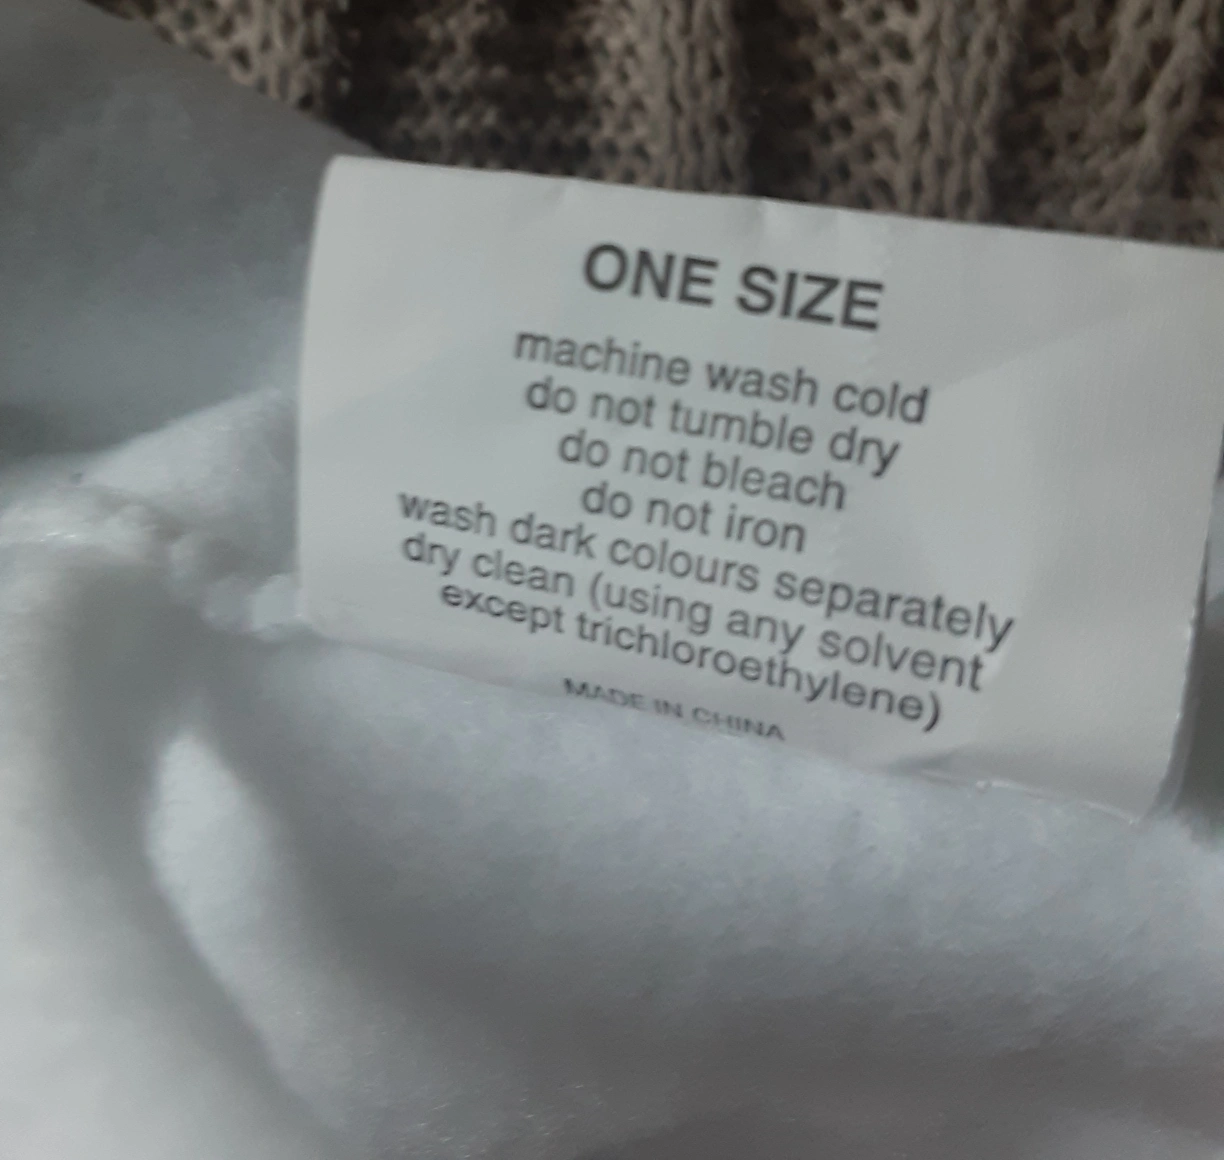 ONE SIZE
machine wash cold
do not tumble dry
do not bleach
do not iron
wash dark colours separately
dry clean (using any solvent
except trichloroethylene)
MADE IN CHINA